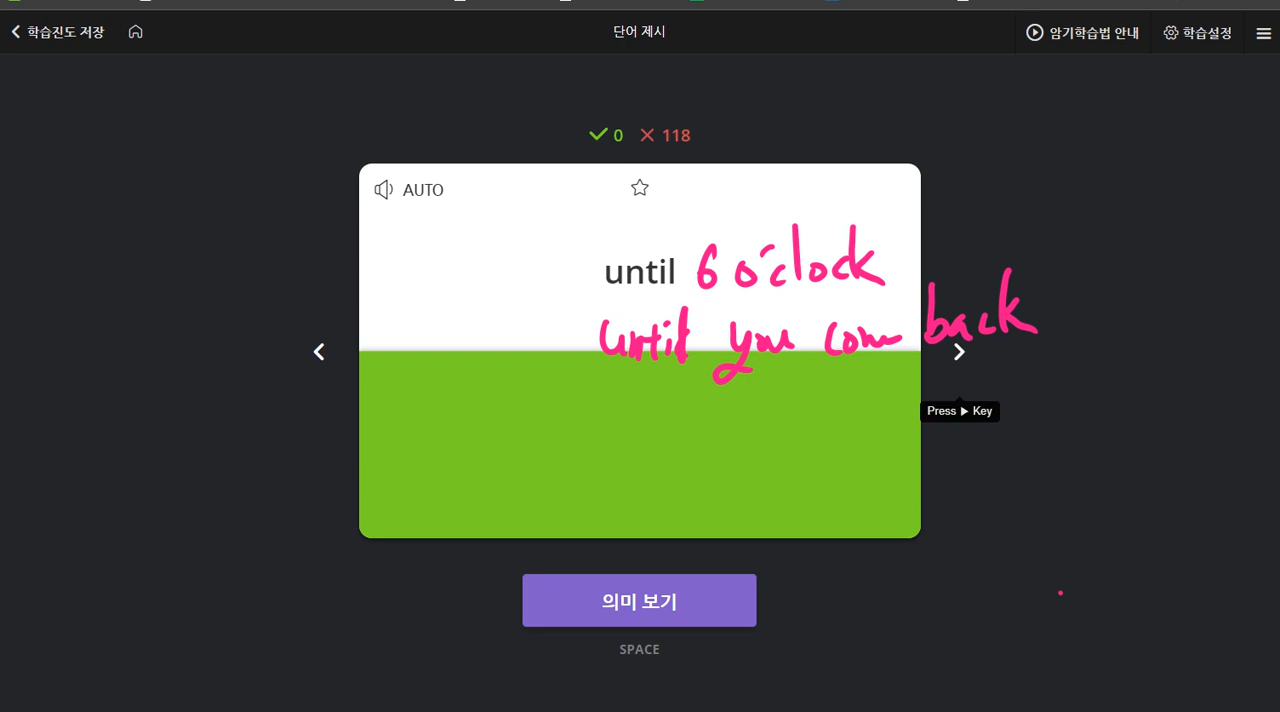 학습진도 저장
단어 제시
암기학습법 안내
학습설정
0 118
AUTO
until 6 o'clock
until you com back
Press ▶ Key
의미 보기
SPACE